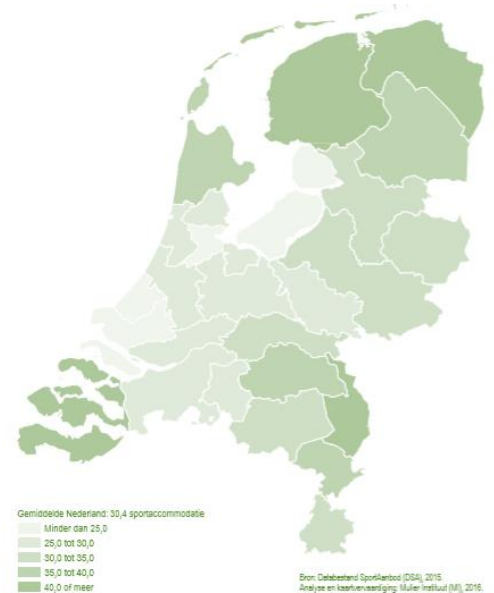 Gemiddelde Nederland: 30,4 sportaccommodatie
Minder dan 25,0
25,0 tot 30,0
30,0 tot 35,0
35,0 tot 40,0
40,0 of meer
Bron: Databestand SportAanbod (DSA), 2015.
Analyse en kaartvervaardiging: Mulier Instituut (MI), 2016.